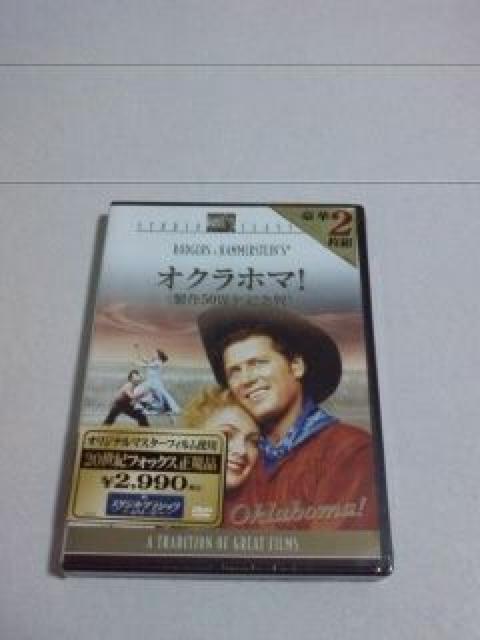 STUDIO CLASSICS
豪華2枚組
RODGERS & HAMMERSTEIN'S®
オクラホマ!
製作50周年記念版
オリジナルマスターフィルム使用
20世紀フォックス正規品
¥2,990
DVD
Oklahoma!
A TRADITION OF GREAT FILMS